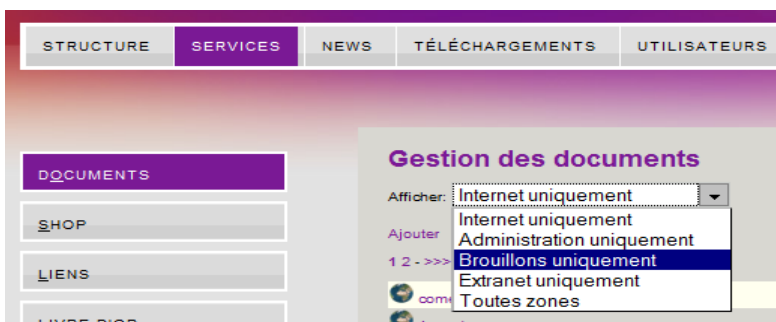 STRUCTURE SERVICES NEWS TÉLÉCHARGEMENTS UTILISATEURS
DOCUMENTS
SHOP
LIENS
Gestion des documents
Afficher: Internet uniquement
Internet uniquement
Administration uniquement
Brouillons uniquement
Extranet uniquement
Toutes zones
Ajouter
1 2 - >>>